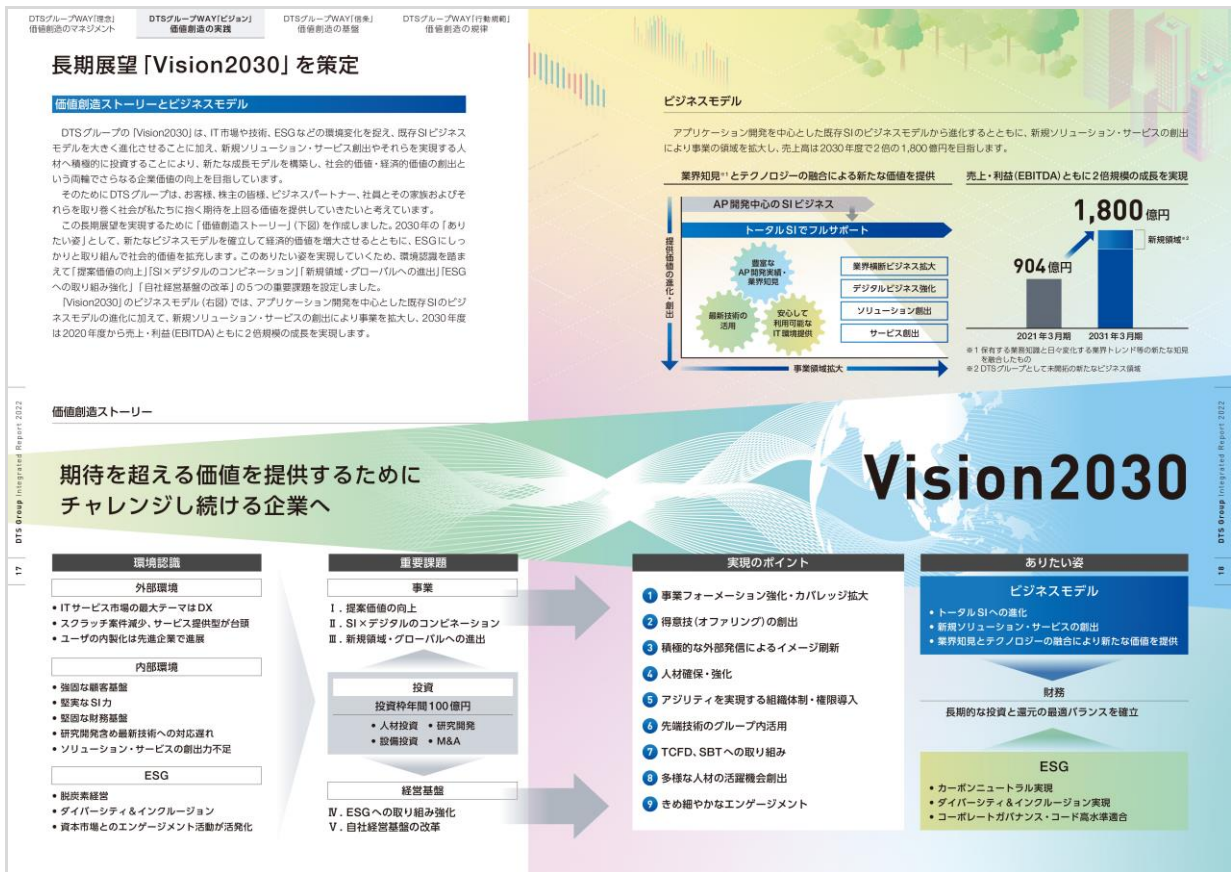 DTSグループWAY「理念」
価値創造のマネジメント
DTSグループWAY「ビジョン」
価値創造の実践
DTSグループWAY「信条」
価値創造の基盤
DTSグループWAY「行動規範」
価値創造の規律
長期展望「Vision2030」を策定
価値創造ストーリーとビジネスモデル
DTSグループの「Vision2030」は、IT市場や技術、ESGなどの環境変化を捉え、既存SIビジネス
モデルを大きく進化させることに加え、新規ソリューション・サービス創出やそれらを実現する人
材へ積極的に投資することにより、新たな成長モデルを構築し、社会的価値・経済的価値の創出と
いう両輪でさらなる企業価値の向上を目指しています。
そのためにDTSグループは、お客様、株主の皆様、ビジネスパートナー、社員とその家族およびそ
れらを取り巻く社会が私たちに抱く期待を上回る価値を提供していきたいと考えています。
この長期展望を実現するために「価値創造ストーリー」(下図)を作成しました。2030年の「あり
たい姿」として、新たなビジネスモデルを確立して経済的価値を増大させるとともに、ESGにしっ
かりと取り組んで社会的価値を拡充します。このありたい姿を実現していくため、環境認識を踏ま
えて「提案価値の向上」「SI×デジタルのコンビネーション」「新規領域・グローバルへの進出」「ESG
への取り組み強化」「自社経営基盤の改革」の5つの重要課題を設定しました。
「Vision2030」のビジネスモデル(右図)では、アプリケーション開発を中心とした既存SIのビジ
ネスモデルの進化に加えて、新規ソリューション・サービスの創出により事業を拡大し、2030年度
は2020年度から売上・利益(EBITDA)ともに2倍規模の成長を実現します。
ビジネスモデル
アプリケーション開発を中心とした既存SIのビジネスモデルから進化するとともに、新規ソリューション・サービスの創出
により事業の領域を拡大し、売上高は2030年度で2倍の1,800億円を目指します。
業界知見※1とテクノロジーの融合による新たな価値を提供
AP開発中心のSIビジネス
トータルSIでフルサポート
提供価値の進化・創出
豊富な
AP開発実績・
業界知見
最新技術の
活用
安心して
利用可能な
IT環境提供
業界横断ビジネス拡大
デジタルビジネス強化
ソリューション創出
サービス創出
事業領域拡大
売上・利益(EBITDA)ともに2倍規模の成長を実現
1,800億円
新規領域※2
904億円
2021年3月期
2031年3月期
※1 保有する業務知識と日々変化する業界トレンド等の新たな知見
を融合したもの
※2 DTSグループとして未開拓の新たなビジネス領域
DTS Group Integrated Report 2022
17
DTS Group Integrated Report 2022
18
価値創造ストーリー
期待を超える価値を提供するために
チャレンジし続ける企業へ
Vision2030
環境認識
外部環境
• ITサービス市場の最大テーマはDX
• スクラッチ案件減少、サービス提供型が台頭
• ユーザの内製化は先進企業で進展
内部環境
• 強固な顧客基盤
• 堅実なSI力
• 堅固な財務基盤
• 研究開発含め最新技術への対応遅れ
• ソリューション・サービスの創出力不足
ESG
• 脱炭素経営
• ダイバーシティ&インクルージョン
• 資本市場とのエンゲージメント活動が活発化
重要課題
事業
Ⅰ. 提案価値の向上
Ⅱ. SI×デジタルのコンビネーション
Ⅲ. 新規領域・グローバルへの進出
投資
投資枠年間100億円
• 人材投資 • 研究開発
• 設備投資 • M&A
経営基盤
Ⅳ. ESGへの取り組み強化
Ⅴ. 自社経営基盤の改革
実現のポイント
1 事業フォーメーション強化・カバレッジ拡大
2 得意技(オファリング)の創出
3 積極的な外部発信によるイメージ刷新
4 人材確保・強化
5 アジリティを実現する組織体制・権限導入
6 先端技術のグループ内活用
7 TCFD、SBTへの取り組み
8 多様な人材の活躍機会創出
9 きめ細やかなエンゲージメント
ありたい姿
ビジネスモデル
• トータルSIへの進化
• 新規ソリューション・サービスの創出
• 業界知見とテクノロジーの融合により新たな価値を提供
財務
長期的な投資と還元の最適バランスを確立
ESG
• カーボンニュートラル実現
• ダイバーシティ&インクルージョン実現
• コーポレートガバナンス・コード高水準適合